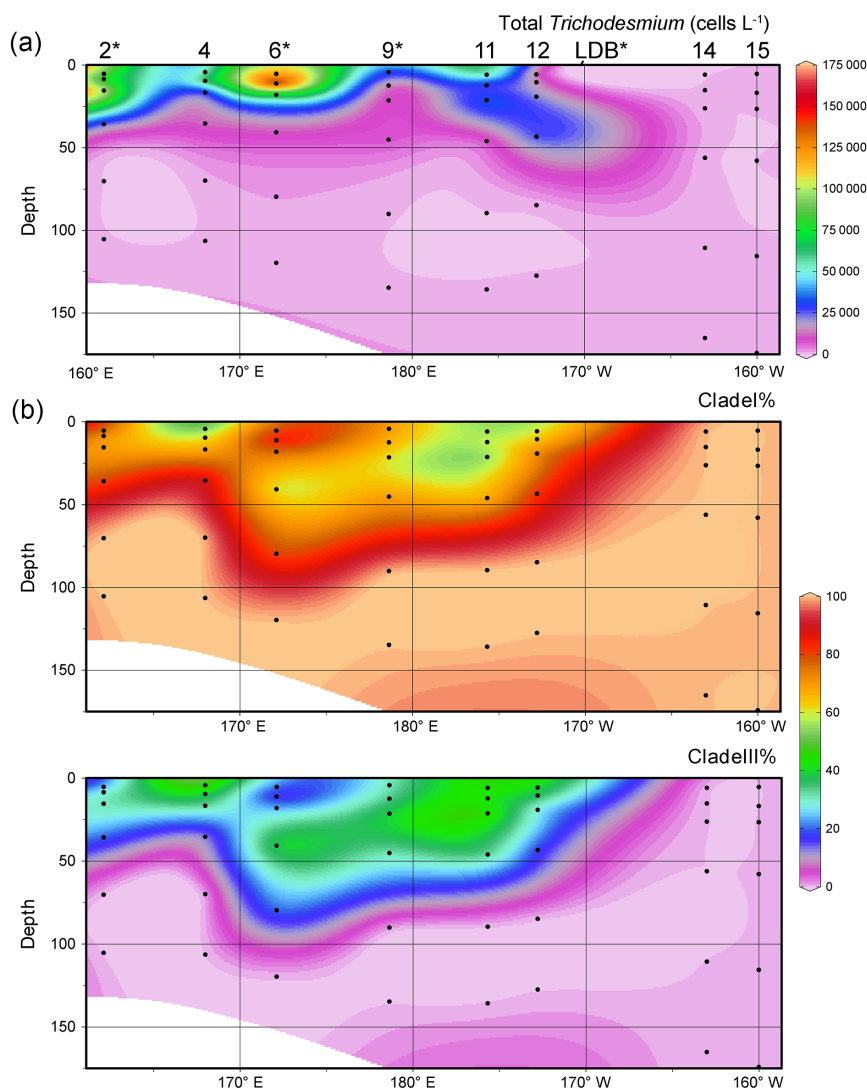 Total Trichodesmium (cells L-1)
(a)
2* 4 6* 9* 11 12 LDB* 14 15
0
50
100
150
Depth
160° E 170° E 180° E 170° W 160° W
175 000
150 000
125 000
100 000
75 000
50 000
25 000
0
(b)
CladeI%
0
50
100
150
Depth
170° E 180° E 170° W 160° W
100
80
60
40
20
0
CladeIII%
0
50
100
150
Depth
170° E 180° E 170° W 160° W